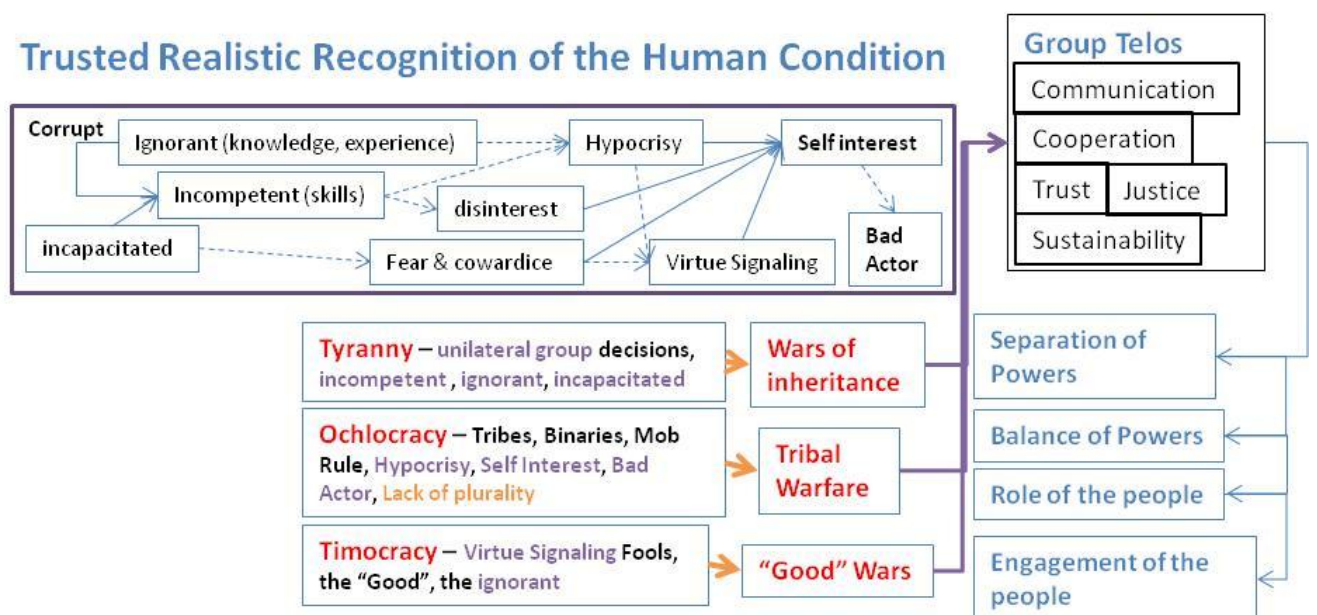 Trusted Realistic Recognition of the Human Condition
Corrupt
Ignorant (knowledge, experience)
Hypocrisy
Self interest
Incompetent (skills)
disinterest
incapacitated
Fear & cowardice
Virtue Signaling
Bad
Actor
Group Telos
Communication
Cooperation
Trust
Justice
Sustainability
Tyranny – unilateral group decisions,
incompetent , ignorant, incapacitated
Wars of
inheritance
Ochlocracy – Tribes, Binaries, Mob
Rule, Hypocrisy, Self Interest, Bad
Actor, Lack of plurality
Tribal
Warfare
Timocracy – Virtue Signaling Fools,
the “Good”, the ignorant
“Good” Wars
Separation of
Powers
Balance of Powers
Role of the people
Engagement of the
people